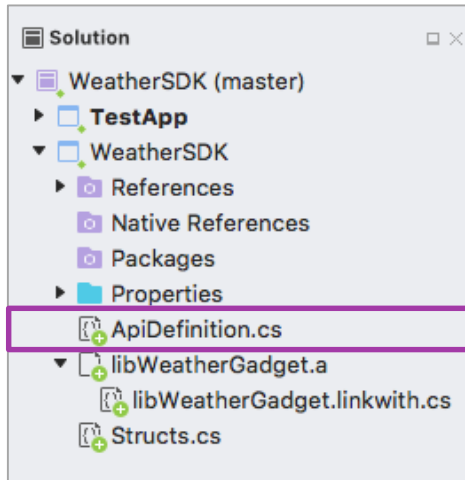 Solution
WeatherSDK (master)
TestApp
WeatherSDK
References
Native References
Packages
Properties
ApiDefinition.cs
libWeatherGadget.a
libWeatherGadget.linkwith.cs
Structs.cs